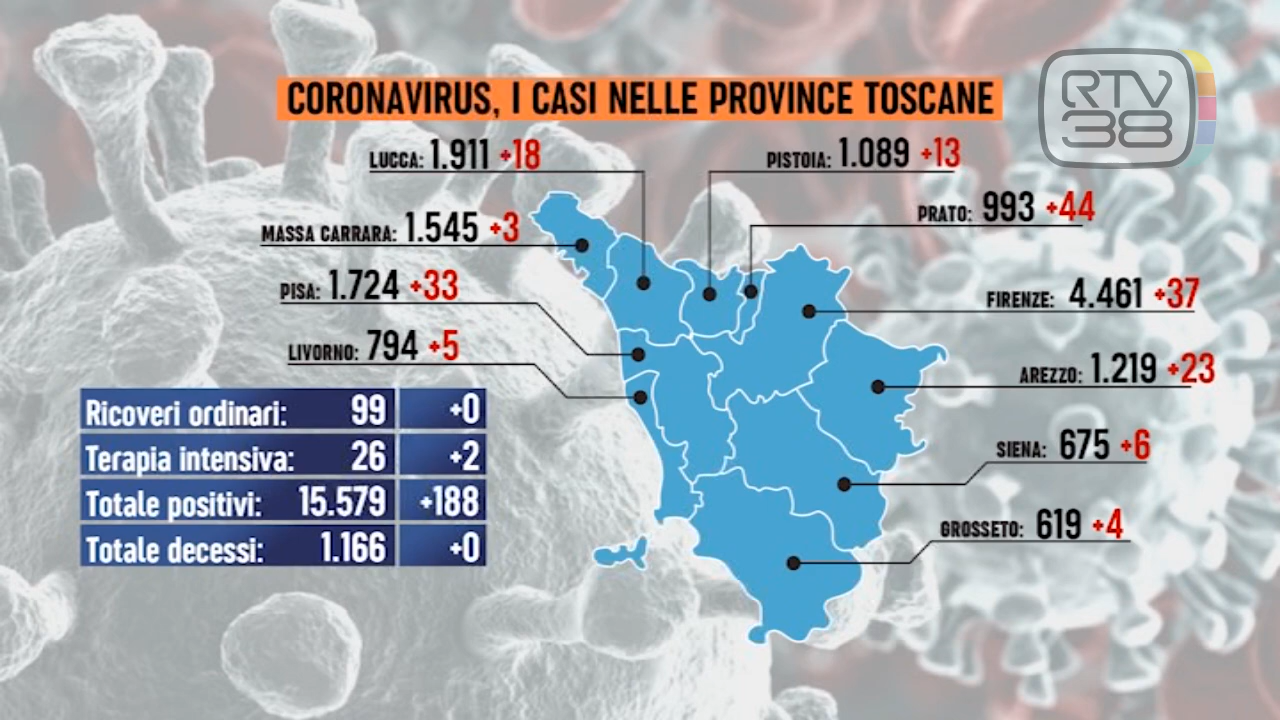 CORONAVIRUS, I CASI NELLE PROVINCE TOSCANE
RTV
38
LUCCA: 1.911 +18
PISTOIA: 1.089 +13
MASSA CARRARA: 1.545 +3
PRATO: 993 +44
PISA: 1.724 +33
FIRENZE: 4.461 +37
LIVORNO: 794 +5
AREZZO: 1.219 +23
SIENA: 675 +6
GROSSETO: 619 +4
Ricoveri ordinari: 99 +0
Terapia intensiva: 26 +2
Totale positivi: 15.579 +188
Totale decessi: 1.166 +0